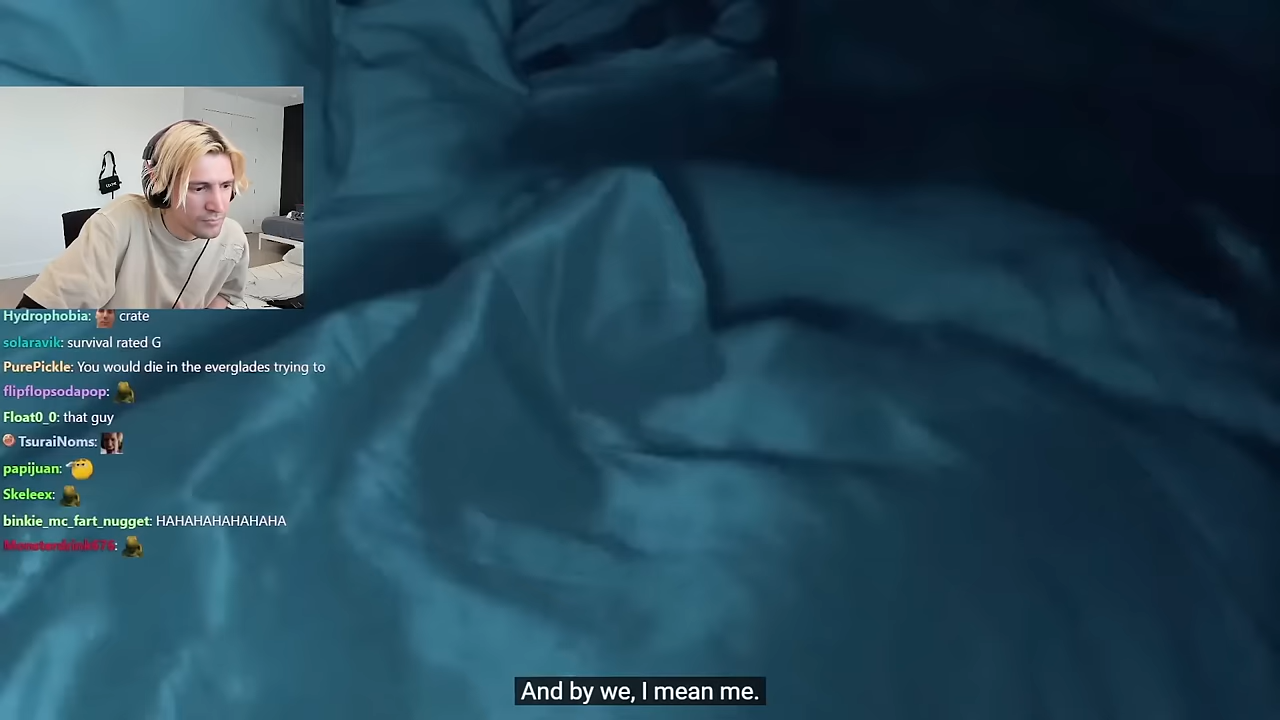 Hydrophobia: crate
solaravik: survival rated G
PurePickle: You would die in the everglades trying to
flipflopsodapop:
Float0_0: that guy
TsuraiNoms:
papijuan:
Skeleex:
binkie_mc_fart_nugget: HAHAHAHAHAHAHA
And by we, I mean me.